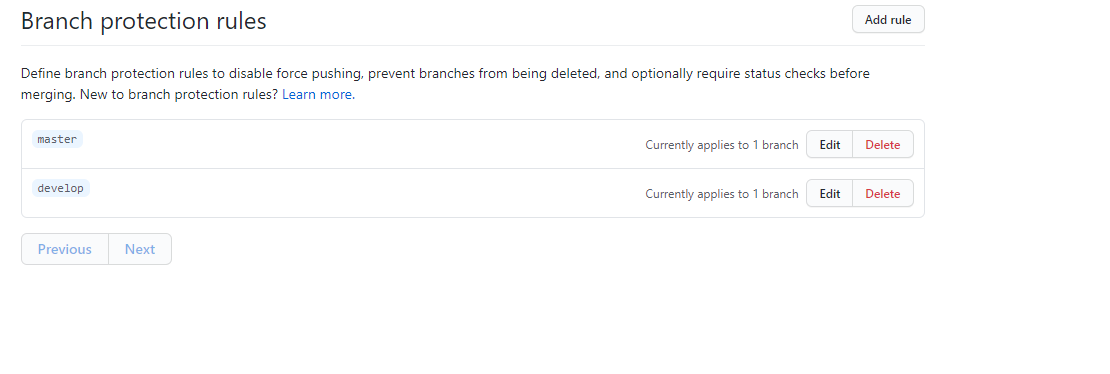 Branch protection rules
Add rule
Define branch protection rules to disable force pushing, prevent branches from being deleted, and optionally require status checks before
merging. New to branch protection rules? Learn more.
master
Currently applies to 1 branch
Edit
Delete
develop
Currently applies to 1 branch
Edit
Delete
Previous
Next